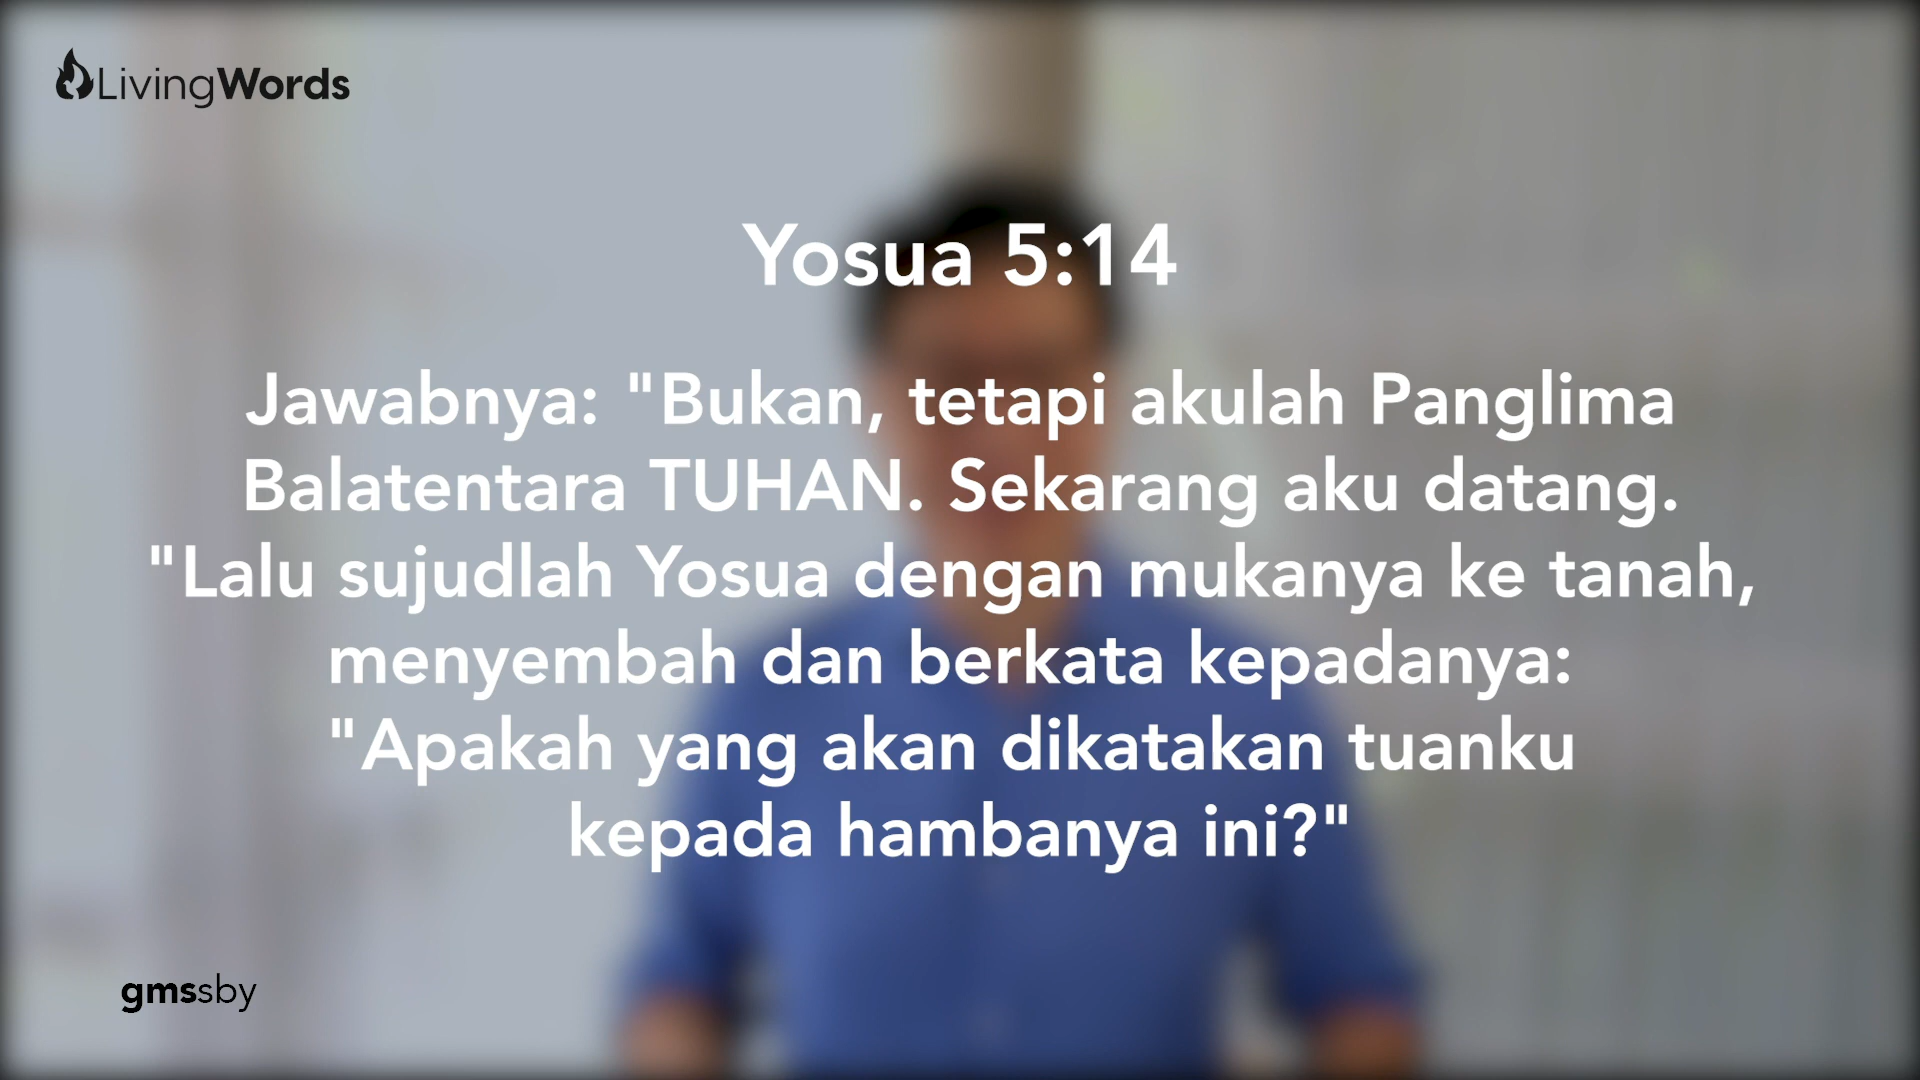 LivingWords
Yosua 5:14
Jawabnya: "Bukan, tetapi akulah Panglima
Balatentara TUHAN. Sekarang aku datang.
"Lalu sujudlah Yosua dengan mukanya ke tanah,
menyembah dan berkata kepadanya:
"Apakah yang akan dikatakan tuanku
kepada hambanya ini?"
gmssby